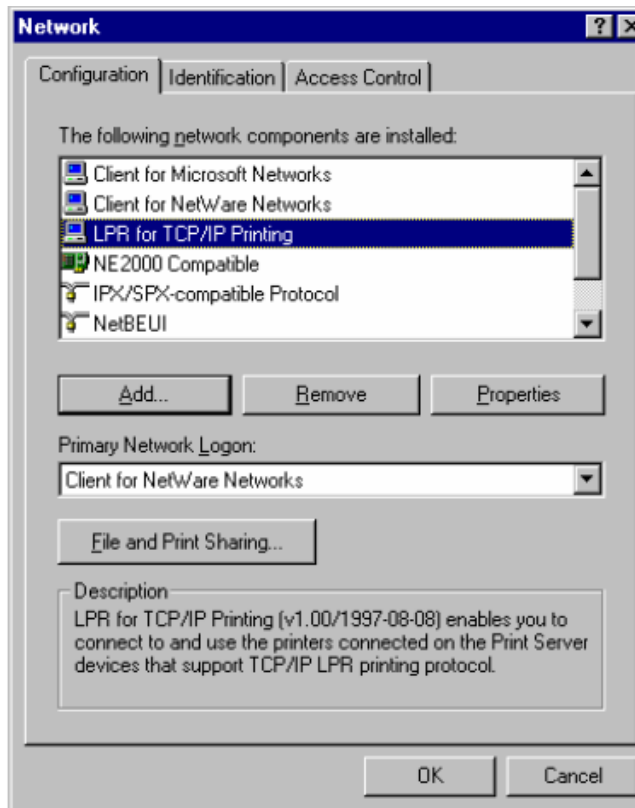 Network
Configuration Identification Access Control
The following network components are installed:
Client for Microsoft Networks
Client for NetWare Networks
LPR for TCP/IP Printing
NE2000 Compatible
IPX/SPX-compatible Protocol
NetBEUI
Add... Remove Properties
Primary Network Logon:
Client for NetWare Networks
File and Print Sharing...
Description
LPR for TCP/IP Printing (v1.00/1997-08-08) enables you to
connect to and use the printers connected on the Print Server
devices that support TCP/IP LPR printing protocol.
OK Cancel